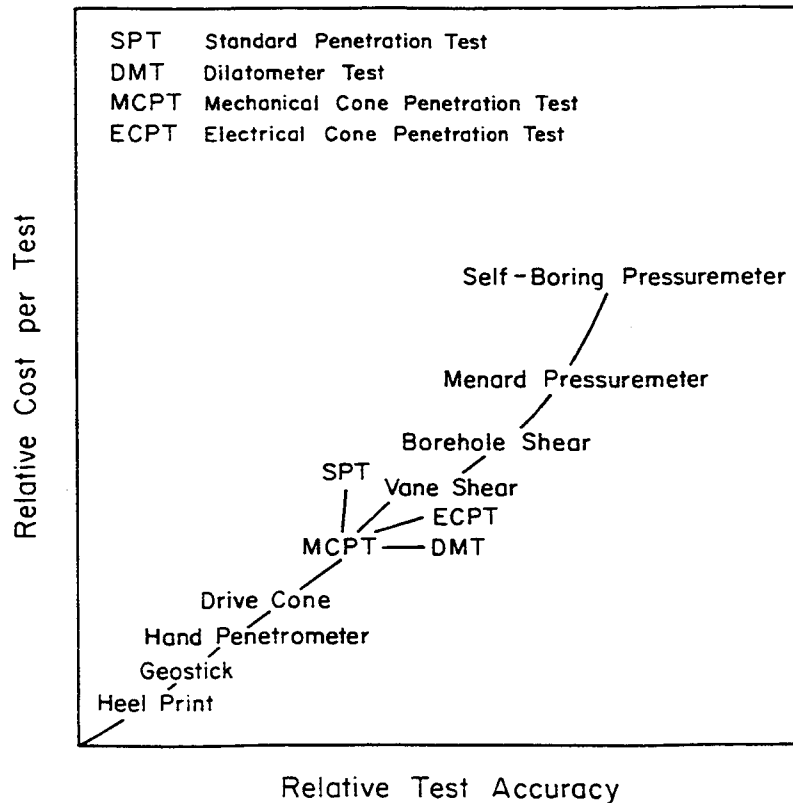 SPT Standard Penetration Test
DMT Dilatometer Test
MCPT Mechanical Cone Penetration Test
ECPT Electrical Cone Penetration Test
Relative Cost per Test
Self-Boring Pressuremeter
Menard Pressuremeter
Borehole Shear
SPT
Vane Shear
ECPT
MCPT
DMT
Drive Cone
Hand Penetrometer
Geostick
Heel Print
Relative Test Accuracy